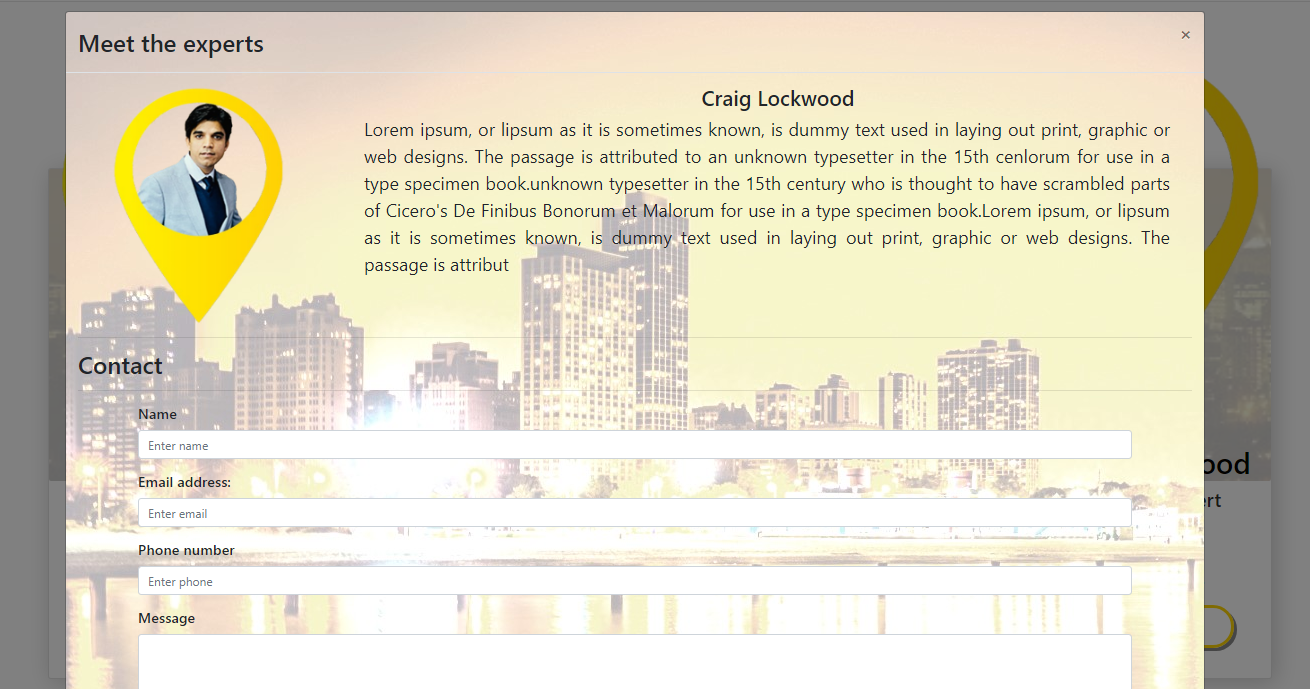 Meet the experts
×
Craig Lockwood
Lorem ipsum, or lipsum as it is sometimes known, is dummy text used in laying out print, graphic or
web designs. The passage is attributed to an unknown typesetter in the 15th cenlorum for use in a
type specimen book.unknown typesetter in the 15th century who is thought to have scrambled parts
of Cicero's De Finibus Bonorum et Malorum for use in a type specimen book.Lorem ipsum, or lipsum
as it is sometimes known, is dummy text used in laying out print, graphic or web designs. The
passage is attribut
Contact
Name
Enter name
ood
Email address:
rt
Enter email
Phone number
Enter phone
Message